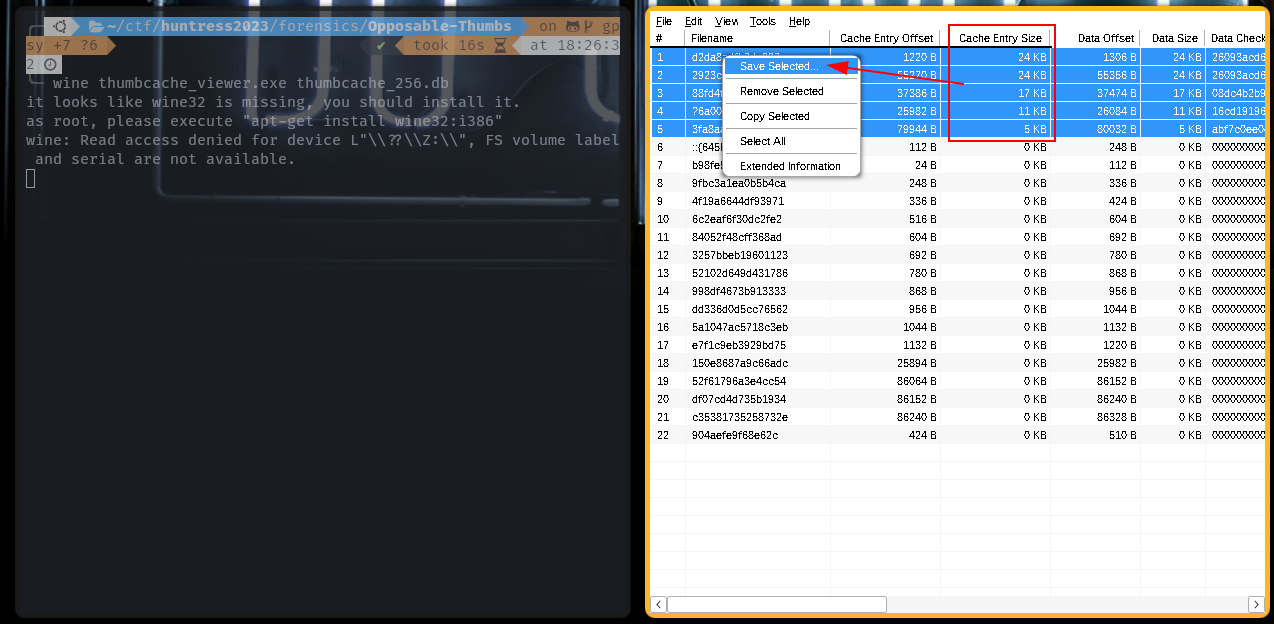 ~/ctf/huntress2023/forensics/Opposable-Thumbs on gp
sy +7 ?6 ✔ took 16s at 18:26:3
2
wine thumbcache_viewer.exe thumbcache_256.db
it looks like wine32 is missing, you should install it.
as root, please execute "apt-get install wine32:i386"
wine: Read access denied for device L"\\??\\Z:\\", FS volume label
and serial are not available.
File Edit View Tools Help
# Filename Cache Entry Offset Cache Entry Size Data Offset Data Size Data Check
1 1220 B 24 KB 1306 B 24 KB 26093acd6
2 2923c 55270 B 24 KB 55356 B 24 KB 26093acd6
3 88fd4 37386 B 17 KB 37474 B 17 KB 08dc4b2b9
4 ?6a00 25982 B 11 KB 26084 B 11 KB 16cd19196
5 3fa8a 79944 B 5 KB 80032 B 5 KB abf7c0ee0
6 ::{645 112 B 0 KB 248 B 0 KB 000000000
7 b98fe 24 B 0 KB 112 B 0 KB 000000000
8 9fbc3a1ea0b5b4ca 248 B 0 KB 336 B 0 KB 000000000
9 4f19a6644df93971 336 B 0 KB 424 B 0 KB 000000000
10 6c2eaf6f30dc2fe2 516 B 0 KB 604 B 0 KB 000000000
11 84052f48cff368ad 604 B 0 KB 692 B 0 KB 000000000
12 3257bbeb19601123 692 B 0 KB 780 B 0 KB 000000000
13 52102d649d431786 780 B 0 KB 868 B 0 KB 000000000
14 998df4673b913333 868 B 0 KB 956 B 0 KB 000000000
15 dd336d0d5cc76562 956 B 0 KB 1044 B 0 KB 000000000
16 5a1047ac5718c3eb 1044 B 0 KB 1132 B 0 KB 000000000
17 e7f1c9eb3929bd75 1132 B 0 KB 1220 B 0 KB 000000000
18 150e8687a9c66adc 25894 B 0 KB 25982 B 0 KB 000000000
19 52f61796a3e4cc54 86064 B 0 KB 86152 B 0 KB 000000000
20 df07cd4d735b1934 86152 B 0 KB 86240 B 0 KB 000000000
21 c35381735258732e 86240 B 0 KB 86328 B 0 KB 000000000
22 904aefe9f68e62c 424 B 0 KB 510 B 0 KB 000000000
Save Selected...
Remove Selected
Copy Selected
Select All
Extended Information